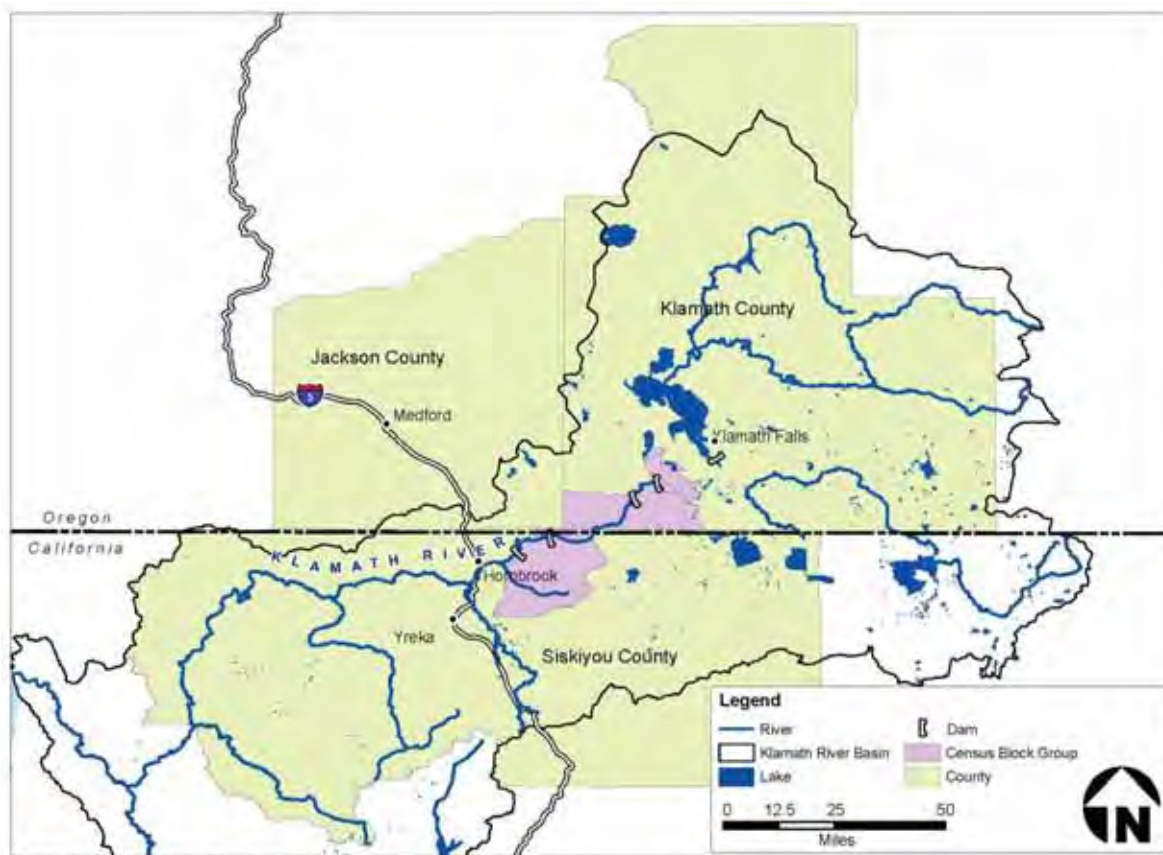 Klamath County
Jackson County
5
Medford
Klamath Falls
Oregon
California
KLAMATH RIVER
Hornbrook
Yreka
Siskiyou County
Legend
River
Dam
Klamath River Basin
Census Block Group
Lake
County
0 12.5 25 50
Miles
N